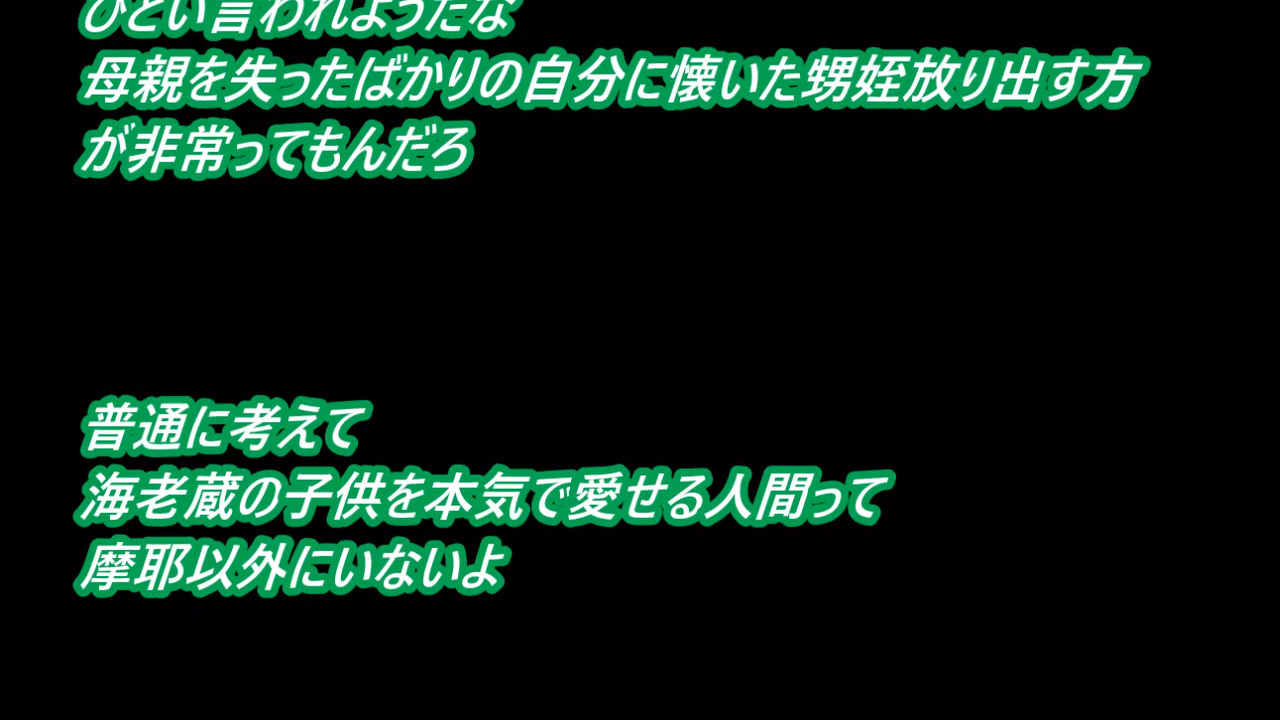 ひどい言われようだな
母親を失ったばかりの自分に懐いた甥姪放り出す方
が非常ってもんだろ
普通に考えて
海老蔵の子供を本気で愛せる人間って
摩耶以外にいないよ